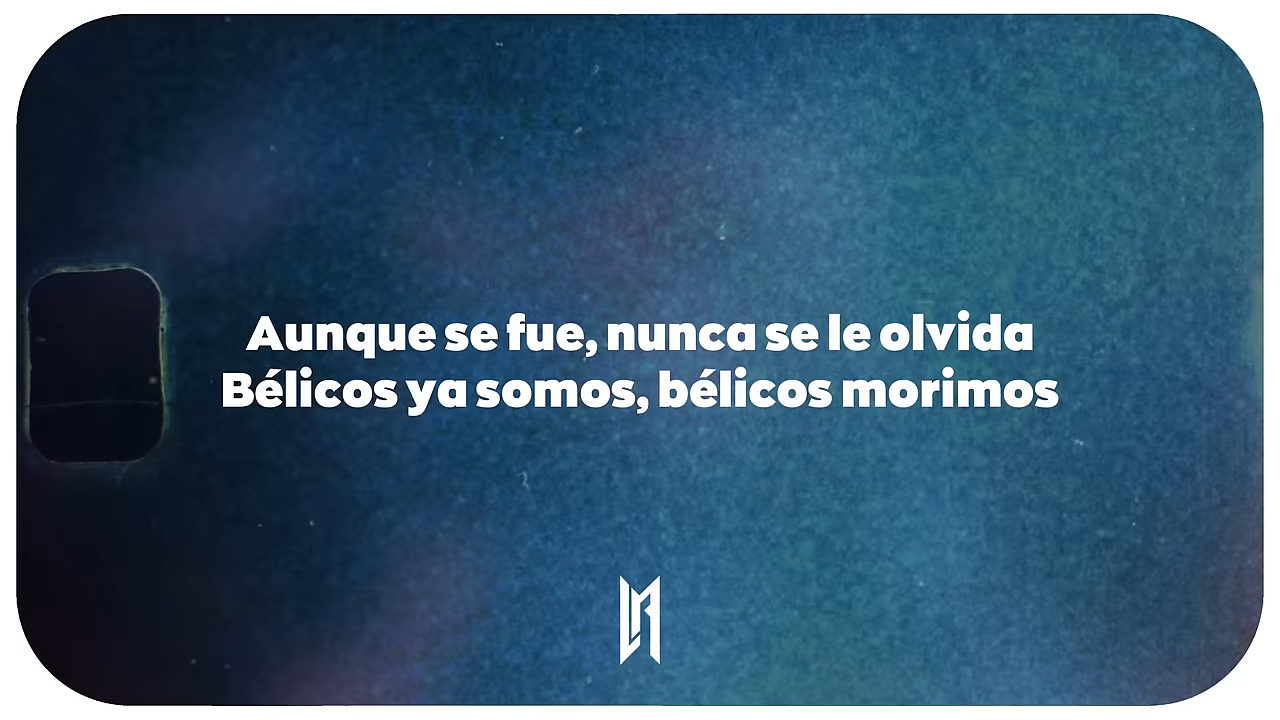 Aunque se fue, nunca se le olvida
Bélicos ya somos, bélicos morimos